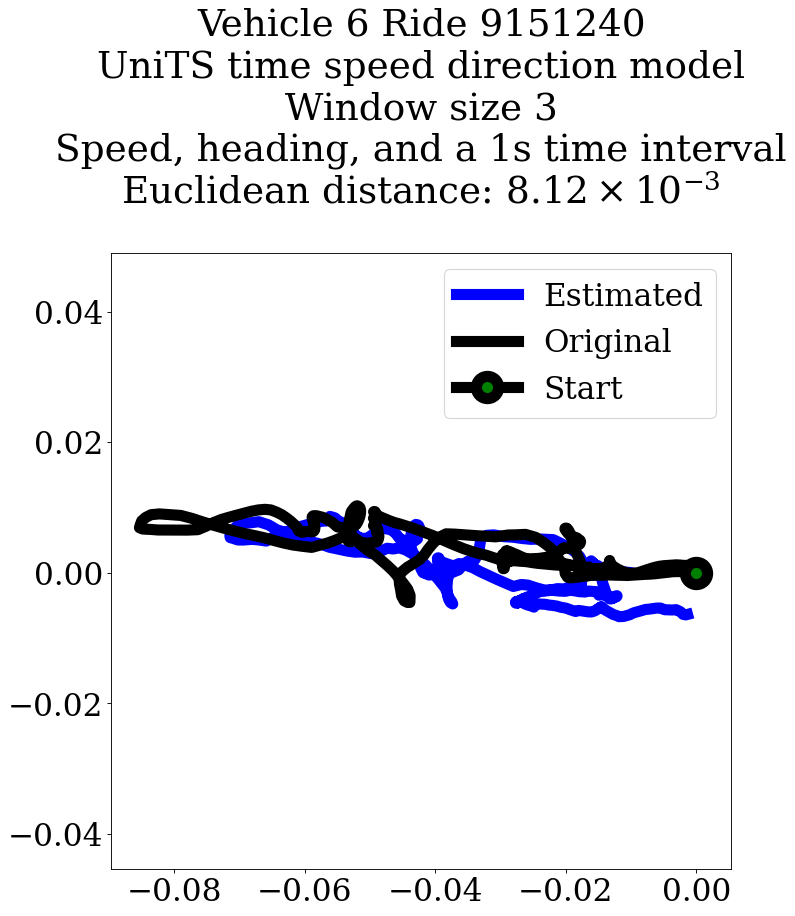 Vehicle 6 Ride 9151240
UniTS time speed direction model
Window size 3
Speed, heading, and a 1s time interval
Euclidean distance: 8.12 × 10⁻³
Estimated
Original
Start
0.04
0.02
0.00
−0.02
−0.04
−0.08 −0.06 −0.04 −0.02 0.00